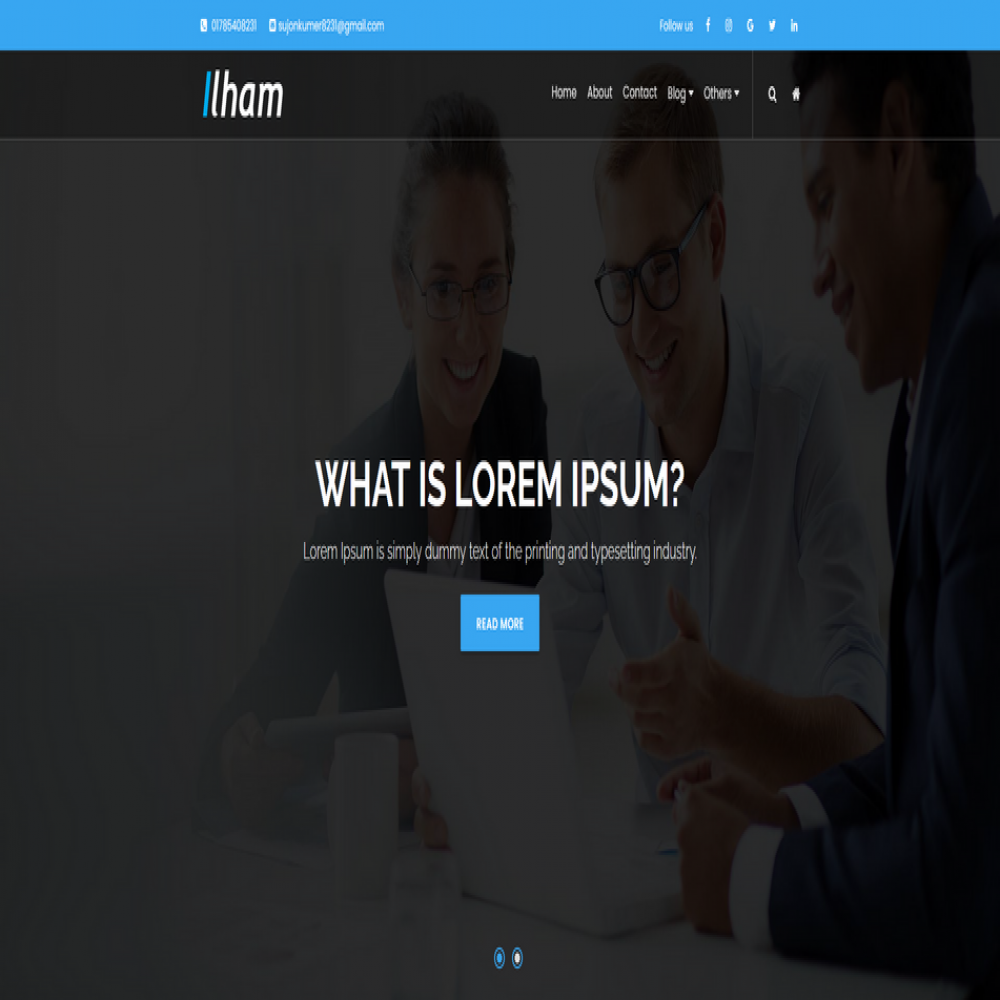 01785408231 sujonkumer8231@gmail.com Follow us
Ilham Home About Contact Blog Others
WHAT IS LOREM IPSUM?
Lorem Ipsum is simply dummy text of the printing and typesetting industry.
READ MORE